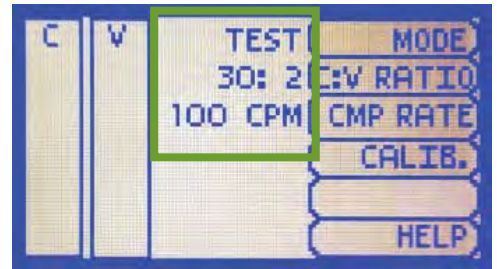 C V TEST MODE
30: 2 C:V RATIO
100 CPM CMP RATE
CALIB.
HELP